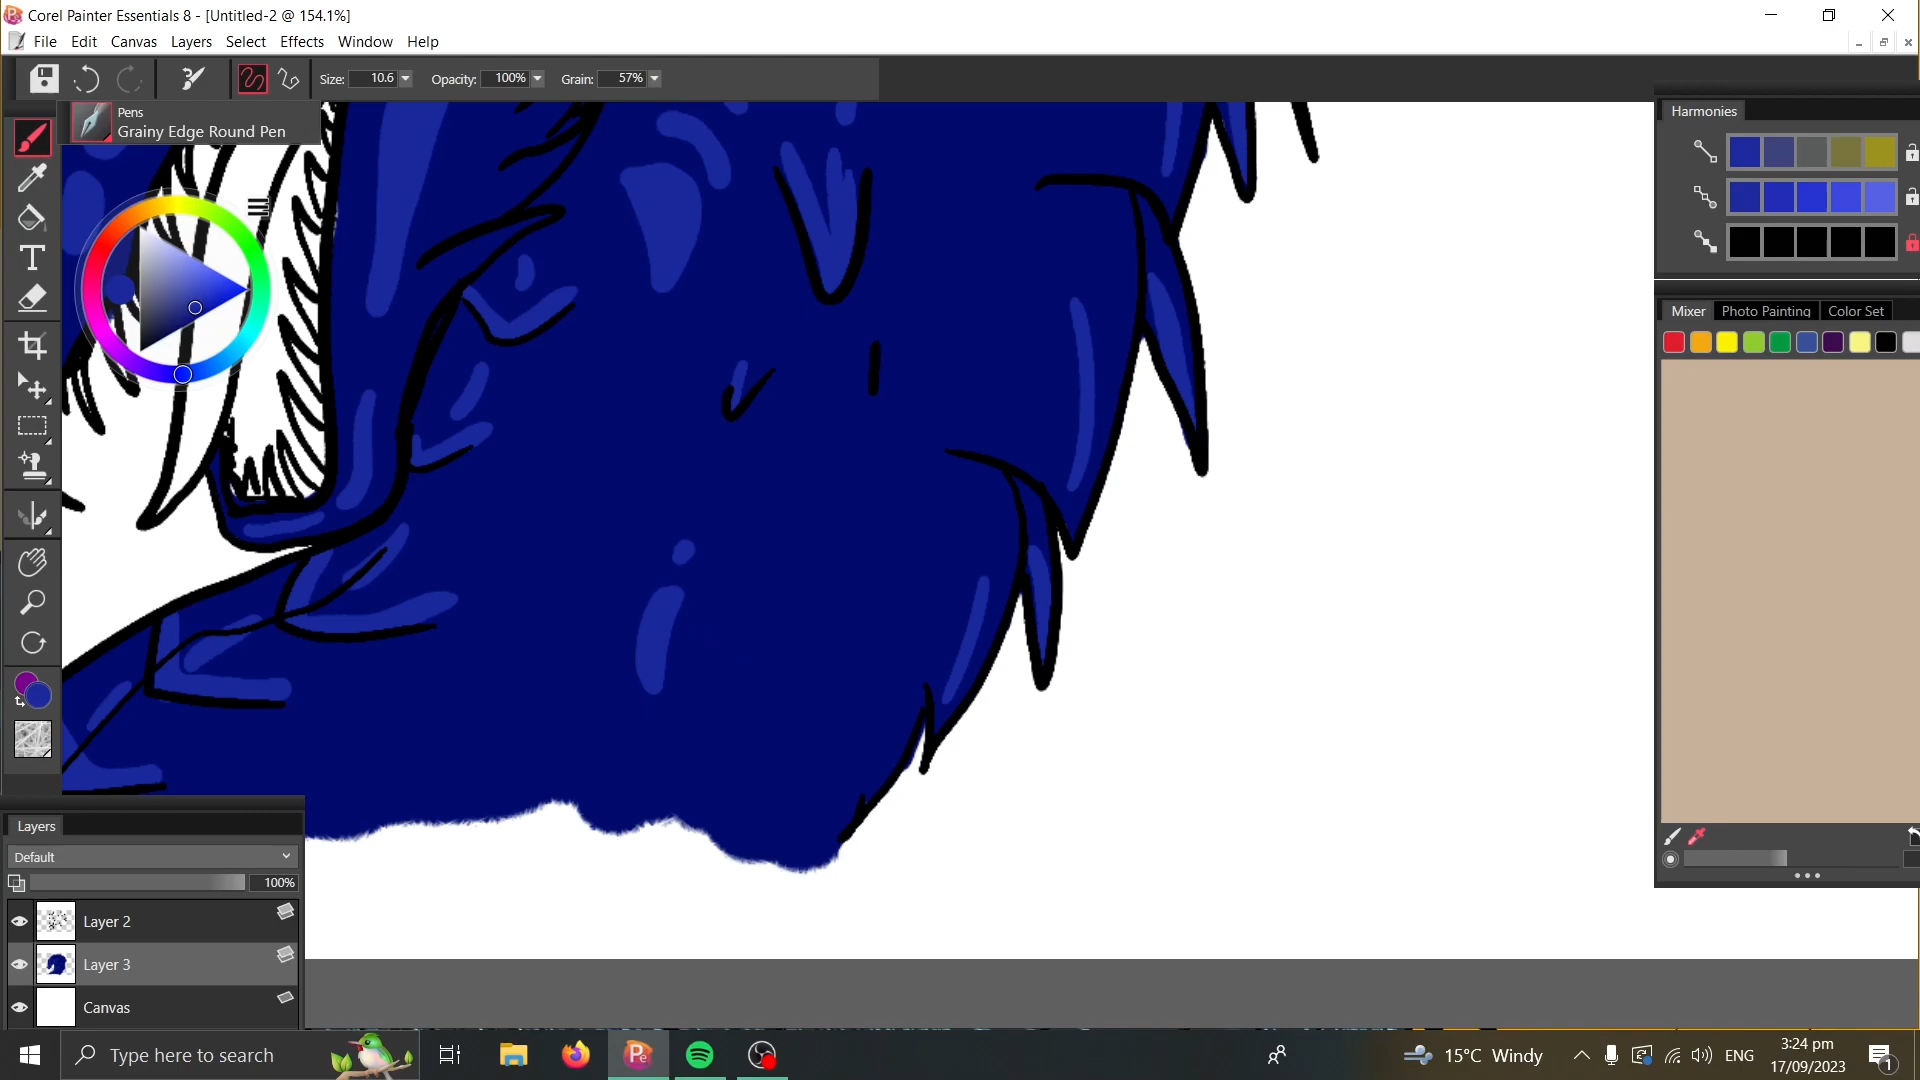 Corel Painter Essentials 8 - [Untitled-2 @ 154.1%]
File Edit Canvas Layers Select Effects Window Help
Size: 10.6 Opacity: 100% Grain: 57%
Pens
Grainy Edge Round Pen
Harmonies
Mixer Photo Painting Color Set
Layers
Default
100%
Layer 2
Layer 3
Canvas
Type here to search
15°C Windy
ENG
3:24 pm
17/09/2023
1